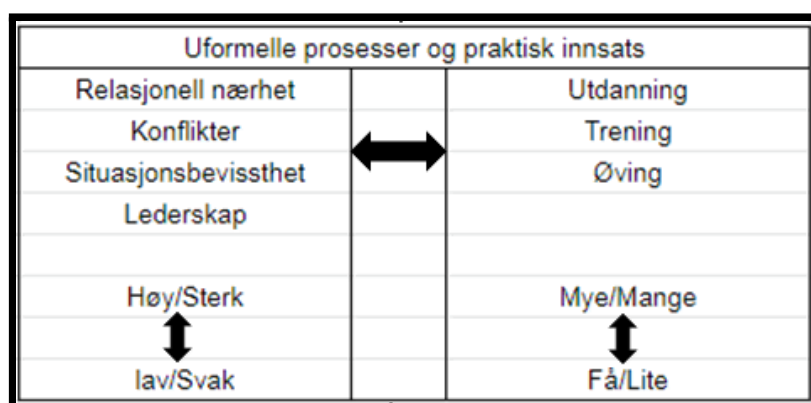 Uformelle prosesser og praktisk innsats
Relasjonell nærhet
Utdanning
Konflikter
Trening
Situasjonsbevissthet
Øving
Lederskap
Høy/Sterk
Mye/Mange
lav/Svak
Få/Lite